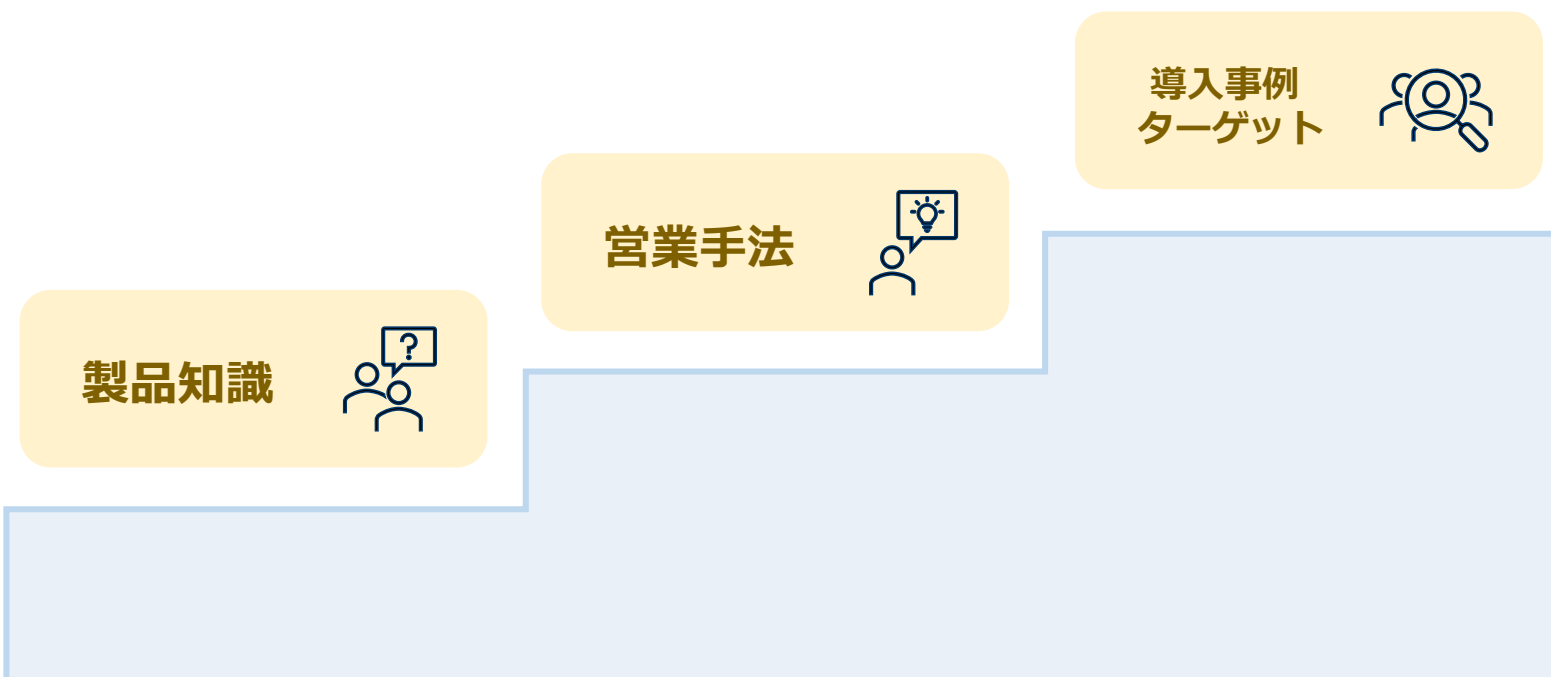 製品知識
?
営業手法
導入事例
ターゲット